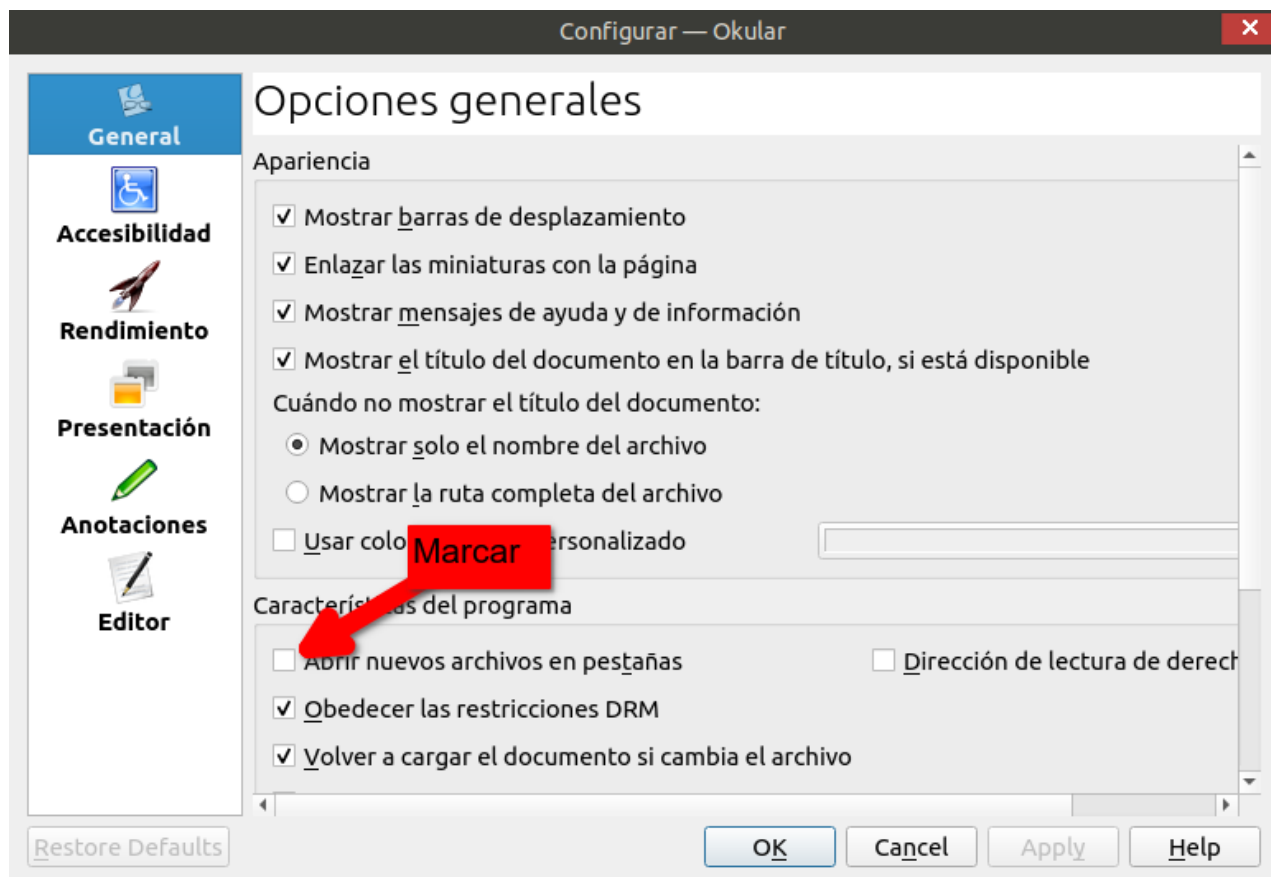 Configurar — Okular
General
Accesibilidad
Rendimiento
Presentación
Anotaciones
Editor
Opciones generales
Apariencia
Mostrar barras de desplazamiento
Enlazar las miniaturas con la página
Mostrar mensajes de ayuda y de información
Mostrar el título del documento en la barra de título, si está disponible
Cuándo no mostrar el título del documento:
Mostrar solo el nombre del archivo
Mostrar la ruta completa del archivo
Usar colo ersonalizado
Marcar
Características del programa
Abrir nuevos archivos en pestañas Dirección de lectura de derech
Obedecer las restricciones DRM
Volver a cargar el documento si cambia el archivo
Restore Defaults OK Cancel Apply Help